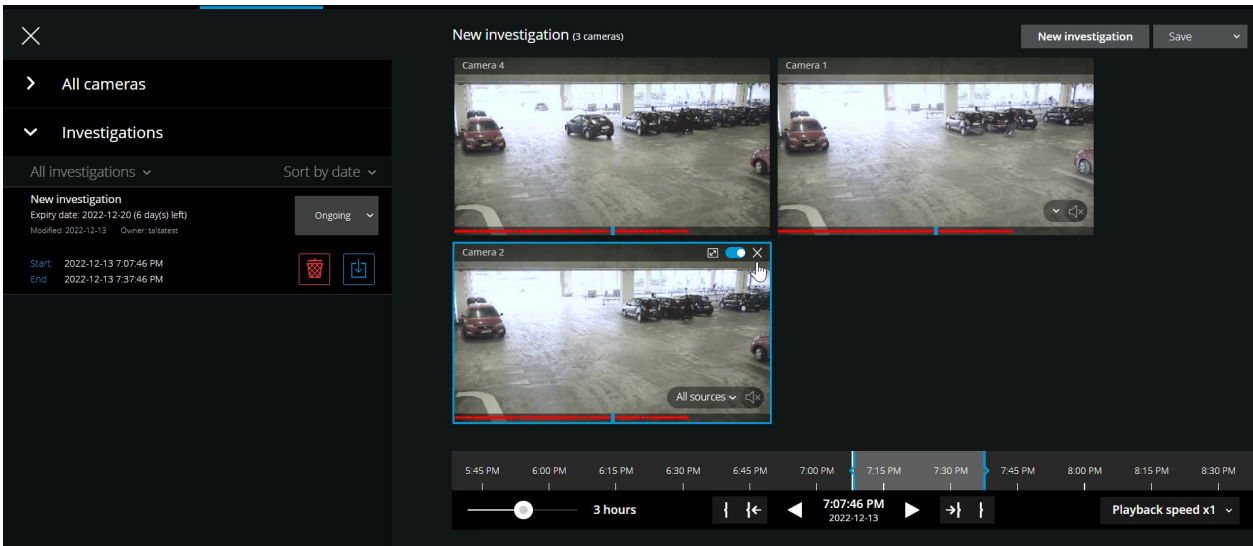 All cameras
Investigations
All investigations
Sort by date
New investigation
Expiry date: 2022-12-20 (6 day(s) left)
Modified: 2022-12-13 Owner: ta\tatest
Ongoing
Start: 2022-12-13 7:07:46 PM
End: 2022-12-13 7:37:46 PM
New investigation (3 cameras)
New investigation
Save
Camera 4
Camera 1
Camera 2
All sources
5:45 PM 6:00 PM 6:15 PM 6:30 PM 6:45 PM 7:00 PM 7:15 PM 7:30 PM 7:45 PM 8:00 PM 8:15 PM 8:30 PM
3 hours
7:07:46 PM
2022-12-13
Playback speed x1